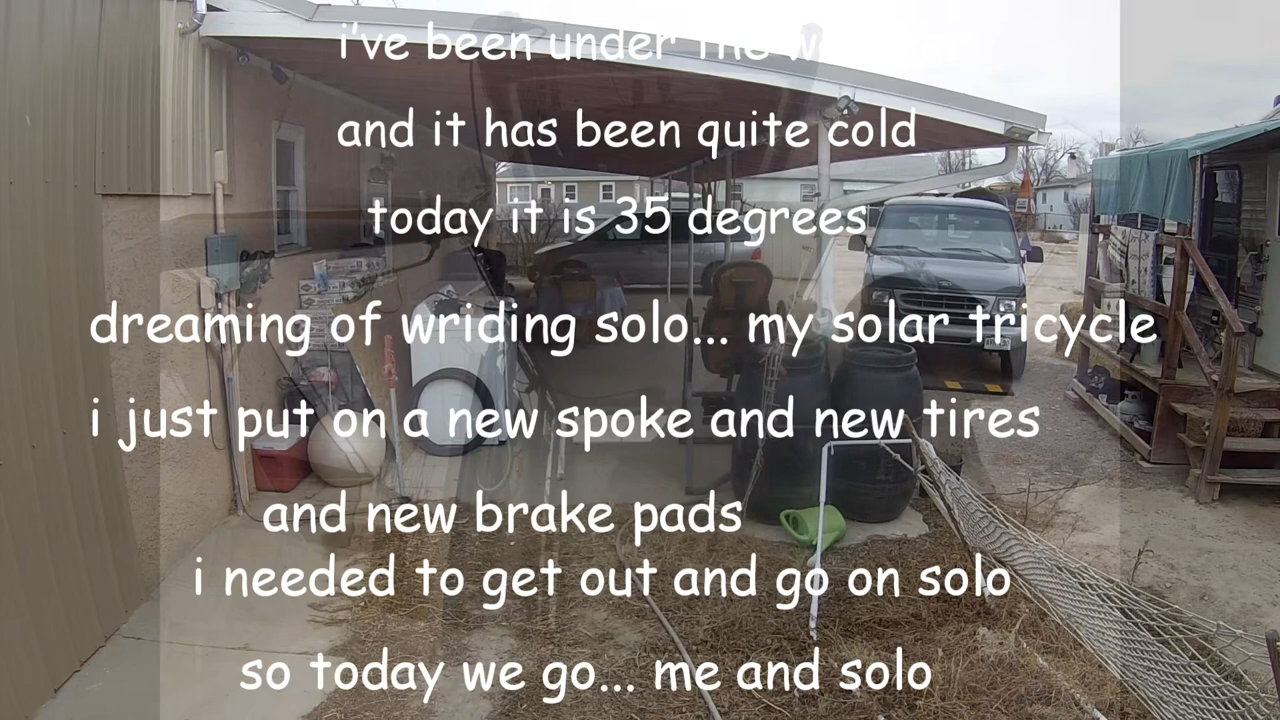 i've been under the
and it has been quite cold
today it is 35 degrees
dreaming of wriding solo... my solar tricycle
i just put on a new spoke and new tires
and new brake pads
i needed to get out and go on solo
so today we go... me and solo